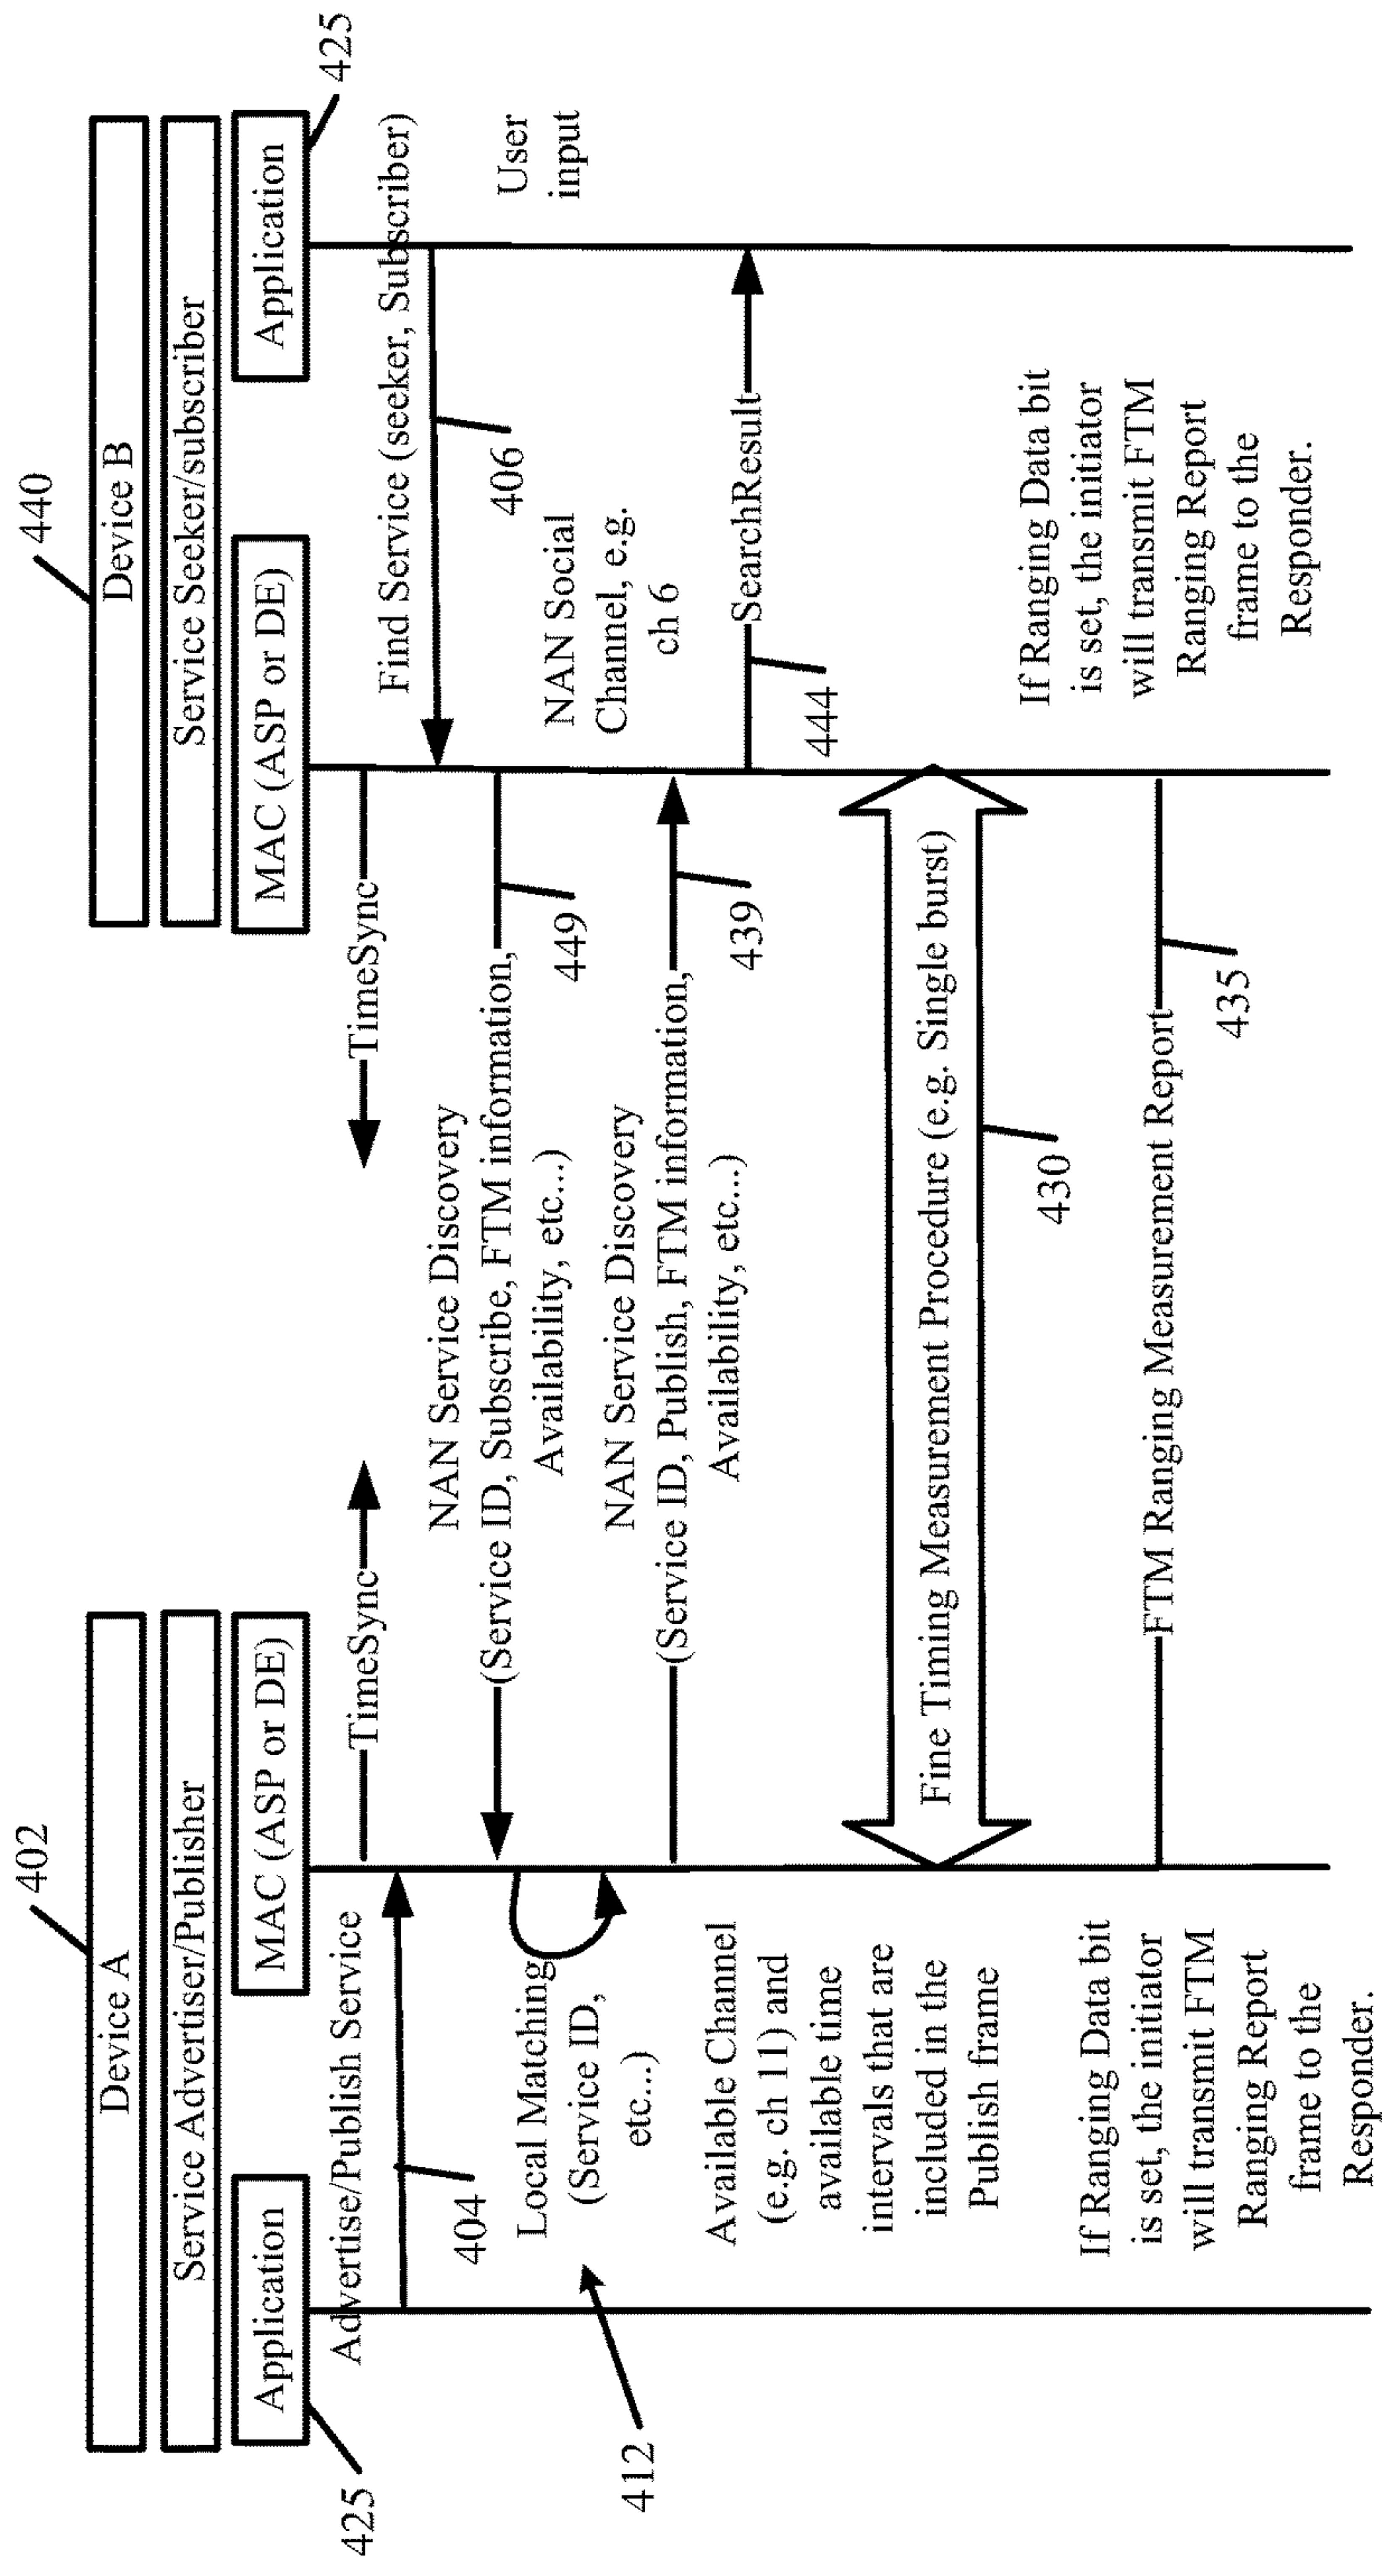 402
440
Device A
Device B
Service Advertiser/Publisher
Service Seeker/subscriber
425
Application
MAC (ASP or DE)
MAC (ASP or DE)
Application
425
Advertise/Publish Service
404
TimeSync
TimeSync
Find Service (seeker, Subscriber)
406
User
input
NAN Service Discovery
(Service ID, Subscribe, FTM information,
Availability, etc...)
449
NAN Social
Channel, e.g.
ch 6
412
Local Matching
(Service ID,
etc...)
NAN Service Discovery
(Service ID, Publish, FTM information,
Availability, etc...)
439
SearchResult
444
Available Channel
(e.g. ch 11) and
available time
intervals that are
included in the
Publish frame
Fine Timing Measurement Procedure (e.g. Single burst)
430
If Ranging Data bit
is set, the initiator
will transmit FTM
Ranging Report
frame to the
Responder.
FTM Ranging Measurement Report
435
If Ranging Data bit
is set, the initiator
will transmit FTM
Ranging Report
frame to the
Responder.